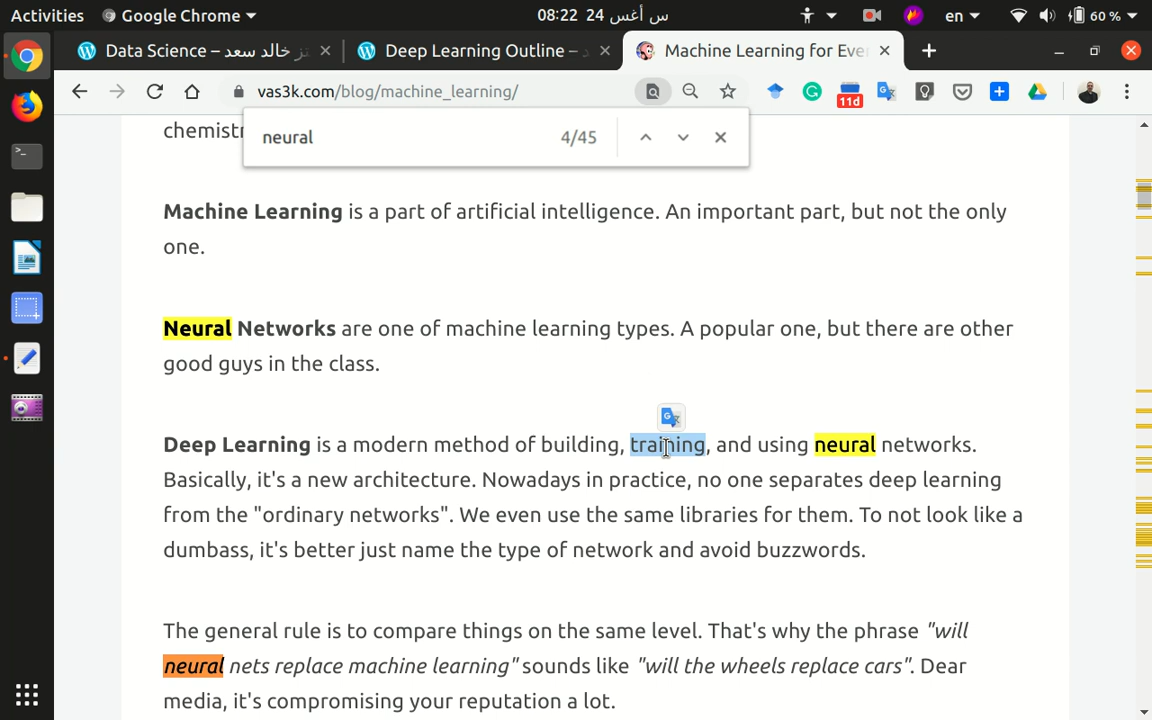 Activities Google Chrome 08:22 24 س أغس en 60 %
Data Science – نز خالد سعد Deep Learning Outline – Machine Learning for Eve
vas3k.com/blog/machine_learning/ 11d
neural 4/45
chemistr
Machine Learning is a part of artificial intelligence. An important part, but not the only
one.
Neural Networks are one of machine learning types. A popular one, but there are other
good guys in the class.
Deep Learning is a modern method of building, training, and using neural networks.
Basically, it's a new architecture. Nowadays in practice, no one separates deep learning
from the "ordinary networks". We even use the same libraries for them. To not look like a
dumbass, it's better just name the type of network and avoid buzzwords.
The general rule is to compare things on the same level. That's why the phrase "will
neural nets replace machine learning" sounds like "will the wheels replace cars". Dear
media, it's compromising your reputation a lot.